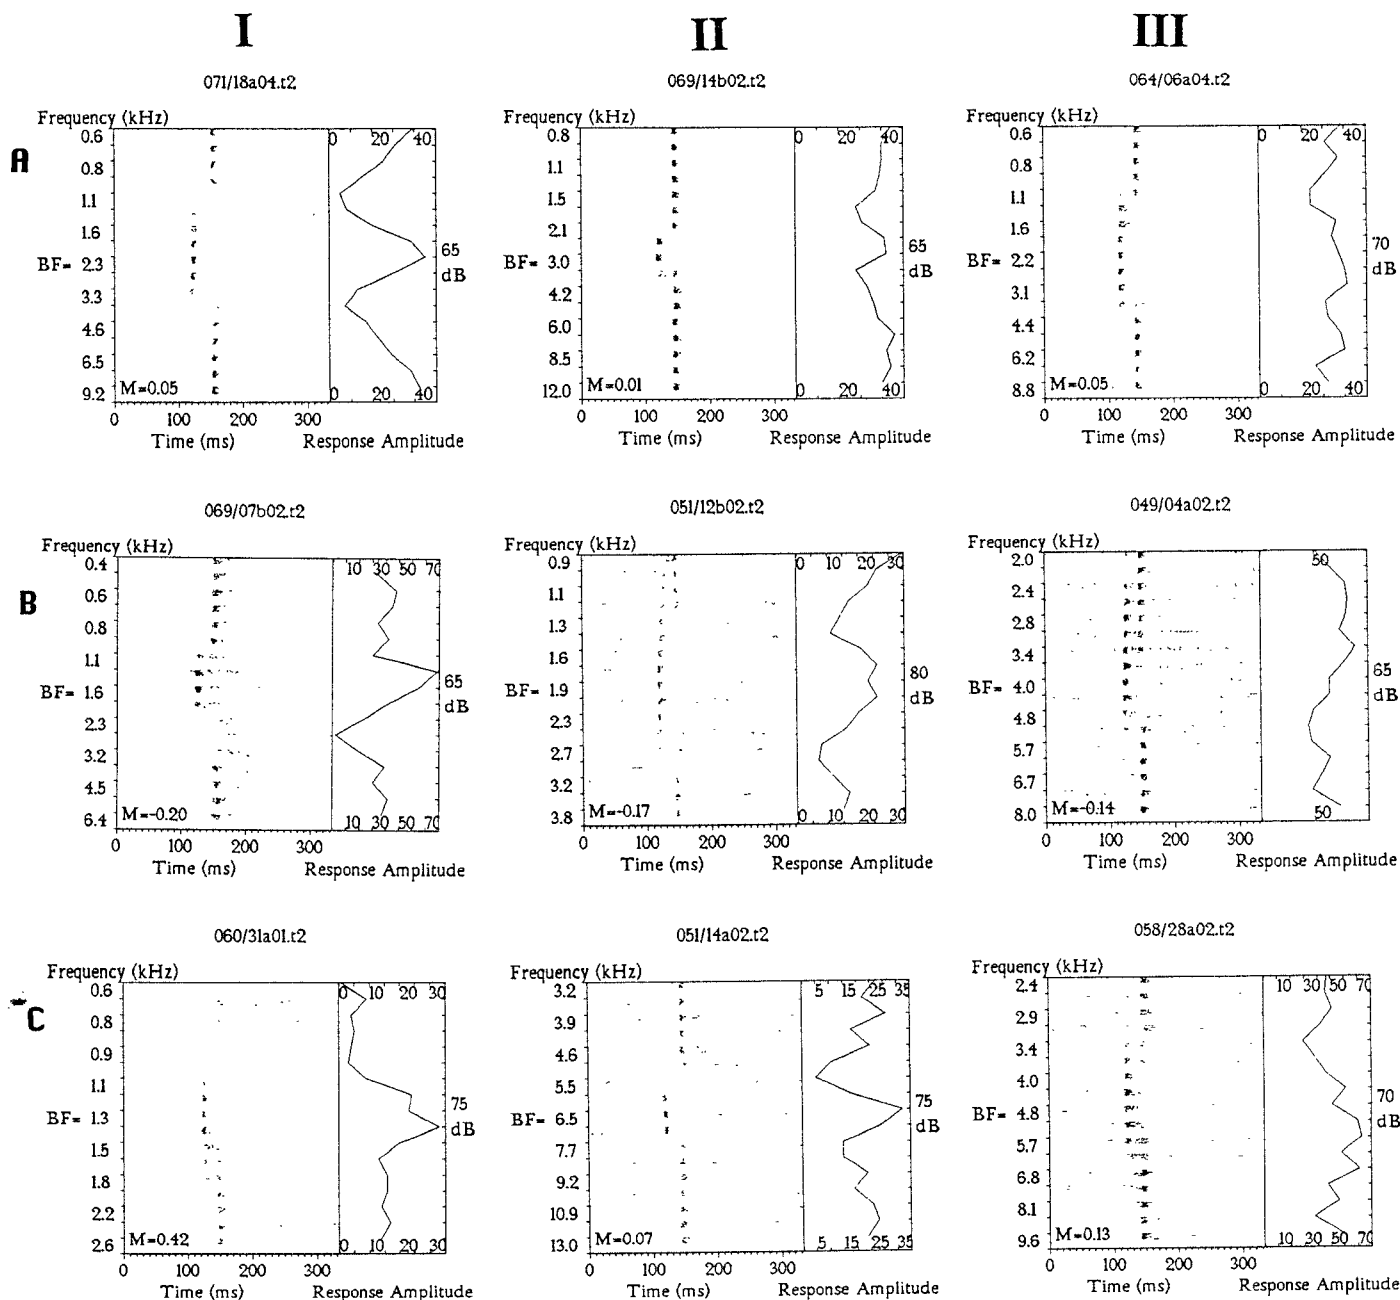 I II III
071/18a04.t2 069/14b02.t2 064/06a04.t2
A
Frequency (kHz)
0.6
0.8
1.1
1.6
BF= 2.3
3.3
4.6
6.5
9.2
M=0.05
0 20 40
0 20 40
65
dB
0 100 200 300
Time (ms) Response Amplitude
Frequency (kHz)
0.8
1.1
1.5
2.1
BF= 3.0
4.2
6.0
8.5
12.0
M=0.01
0 20 40
0 20 40
65
dB
0 100 200 300
Time (ms) Response Amplitude
Frequency (kHz)
0.6
0.8
1.1
1.6
BF= 2.2
3.1
4.4
6.2
8.8
M=0.05
0 20 40
0 20 40
70
dB
0 100 200 300
Time (ms) Response Amplitude
069/07b02.t2 051/12b02.t2 049/04a02.t2
B
Frequency (kHz)
0.4
0.6
0.8
1.1
BF= 1.6
2.3
3.2
4.5
6.4
M=-0.20
10 30 50 70
10 30 50 70
65
dB
0 100 200 300
Time (ms) Response Amplitude
Frequency (kHz)
0.9
1.1
1.3
1.6
BF= 1.9
2.3
2.7
3.2
3.8
M=-0.17
0 10 20 30
0 10 20 30
80
dB
0 100 200 300
Time (ms) Response Amplitude
Frequency (kHz)
2.0
2.4
2.8
3.4
BF= 4.0
4.8
5.7
6.7
8.0
M=-0.14
50
50
65
dB
0 100 200 300
Time (ms) Response Amplitude
060/31a01.t2 051/14a02.t2 058/28a02.t2
C
Frequency (kHz)
0.6
0.8
0.9
1.1
BF= 1.3
1.5
1.8
2.2
2.6
M=0.42
0 10 20 30
0 10 20 30
75
dB
0 100 200 300
Time (ms) Response Amplitude
Frequency (kHz)
3.2
3.9
4.6
5.5
BF= 6.5
7.7
9.2
10.9
13.0
M=0.07
5 15 25 35
5 15 25 35
75
dB
0 100 200 300
Time (ms) Response Amplitude
Frequency (kHz)
2.4
2.9
3.4
4.0
BF= 4.8
5.7
6.8
8.1
9.6
M=0.13
10 30 50 70
10 30 50 70
70
dB
0 100 200 300
Time (ms) Response Amplitude